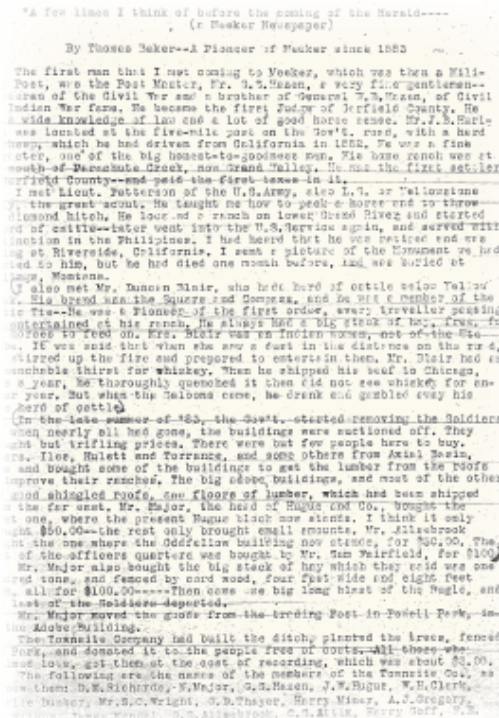 "A few lines I think of before the coming of the Herald----
(a Meeker Newspaper)
By Thomas Baker--A Pioneer of Meeker since 1883
The first man that I met coming to Meeker, which was then a Mili-
Post, was the Post Master, Mr. G.S.Hazen, a very fine gentleman--
of the Civil War and a brother of General W.B.Hazen, of Civil
Indian War fame. He became the first Judge of Garfield County. He
a wide knowledge of law and a lot of good horse sense. Mr.J.B.
was located at the five-mile post on the Gov't. road, with a herd
sheep, which he had driven from California in 1882. He was a fine
one of the big honest-to-goodness men. His home ranch was at
mouth of Parachute Creek, now Grand Valley. He was the first settler
County--and paid the first taxes in it.
I met Lieut. Patterson of the U.S.Army, also of Yellowstone
the great scout. He taught me how to pack a horse and to throw
diamond hitch. He located a ranch on lower Grand River and started
of cattle--later went into the U.S.Service again, and served with
in the Philipines. I had heard that he was retired and was
at Riverside, California. I sent a picture of the Monument we had
to him, but he had died one month before, and was buried at
Montana.
I also met Mr. Duncan Blair, who had a herd of cattle below Yellow
His brand was the Square and Compass, and he was a member of the
Tie--He was a Pioneer of the first order, every traveller passing
entertained at his ranch. He always had a big stack of hay, free,
horses to feed on. Mrs. Blair was an Indian woman, not of the Ute
It was said that when she saw a dust in the distance on the road,
stirred up the fire and prepared to entertain them. Mr. Blair had
thirst for whiskey. When he shipped his beef to Chicago,
a year, he thoroughly quenched it then did not see whiskey for an-
year. But when the Saloons came, he drank and gambled away his
herd of cattle.
In the late summer of '83, the Gov't. started removing the Soldiers
when nearly all had gone, the buildings were auctioned off. They
but trifling prices. There were but few people here to buy.
Iles, Hulett and Torrance, and some others from Axial Basin,
and bought some of the buildings to get the lumber from the roofs
improve their ranches. The big adobe buildings, and most of the other
good shingled roofs, and floors of lumber, which had been shipped
the far east. Mr. Major, the head of Hugus and Co., bought the
one, where the present Hugus block now stands. I think it only
$50.00--the rest only brought small amounts. Mr. Allsebrook
the one where the Oddfellow building now stands, for $50.00. The
of the officers quarters was bought by Mr. Sam Fairfield, for $100
Mr. Major also bought the big stack of hay which they said was one
tons, and fenced by cord wood, four feet wide and eight feet
all for $100.00-----Then came one big long blast of the Bugle, and
last of the Soldiers departed.
Mr. Major moved the goods from the trading Post in Powell Park,
the Adobe Building.
The Townsite Company had built the ditch, planted the trees, fenced
Park, and donated it to the people free of costs. All those who
lots, got them at the cost of recording, which was about $3.00.
The following are the names of the members of the Townsite Co., as
them: Richards, N.Major, G.S.Hazen, J.W.Hugus, W.H.Clark,
Mr.S.C.Wright, G.D.Thayer, Henry Minar, A.J.Gregory,
G.S.Allsebrook,